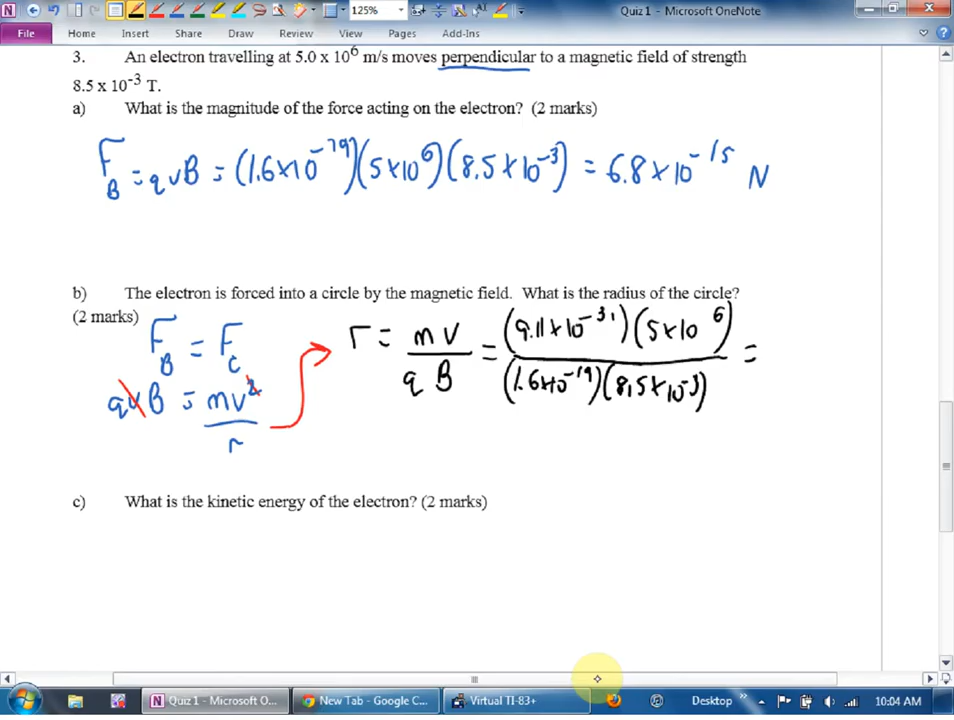 125%
Quiz 1 - Microsoft OneNote
File Home Insert Share Draw Review View Pages Add-Ins
3. An electron travelling at 5.0 x 10⁶ m/s moves perpendicular to a magnetic field of strength
8.5 x 10⁻³ T.
a) What is the magnitude of the force acting on the electron? (2 marks)
F_B = qvB = (1.6×10⁻¹⁹)(5×10⁶)(8.5×10⁻³) = 6.8×10⁻¹⁵ N
b) The electron is forced into a circle by the magnetic field. What is the radius of the circle?
(2 marks)
F_B = F_C
qvB = mv²/r
r = mv/qB = (9.11×10⁻³¹)(5×10⁶)/(1.6×10⁻¹⁹)(8.5×10⁻³) =
c) What is the kinetic energy of the electron? (2 marks)
Quiz 1 - Microsoft O... New Tab - Google C... Virtual TI-83+ Desktop 10:04 AM